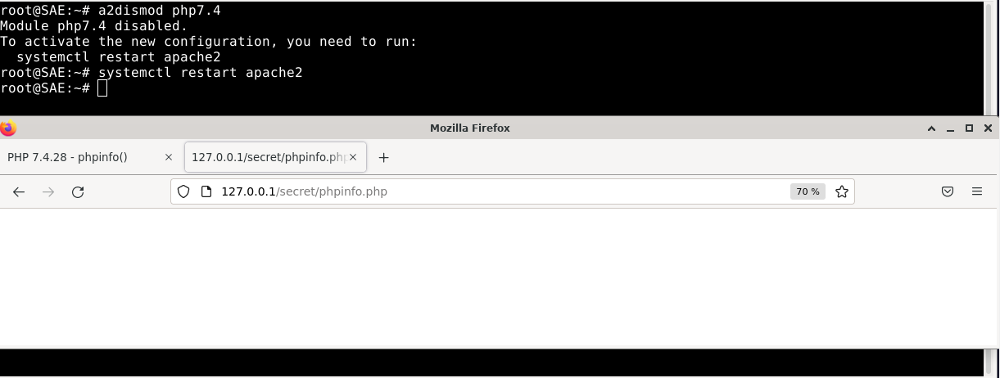 root@SAE:~# a2dismod php7.4
Module php7.4 disabled.
To activate the new configuration, you need to run:
  systemctl restart apache2
root@SAE:~# systemctl restart apache2
root@SAE:~#
Mozilla Firefox
PHP 7.4.28 - phpinfo()
127.0.0.1/secret/phpinfo.php
127.0.0.1/secret/phpinfo.php
70 %